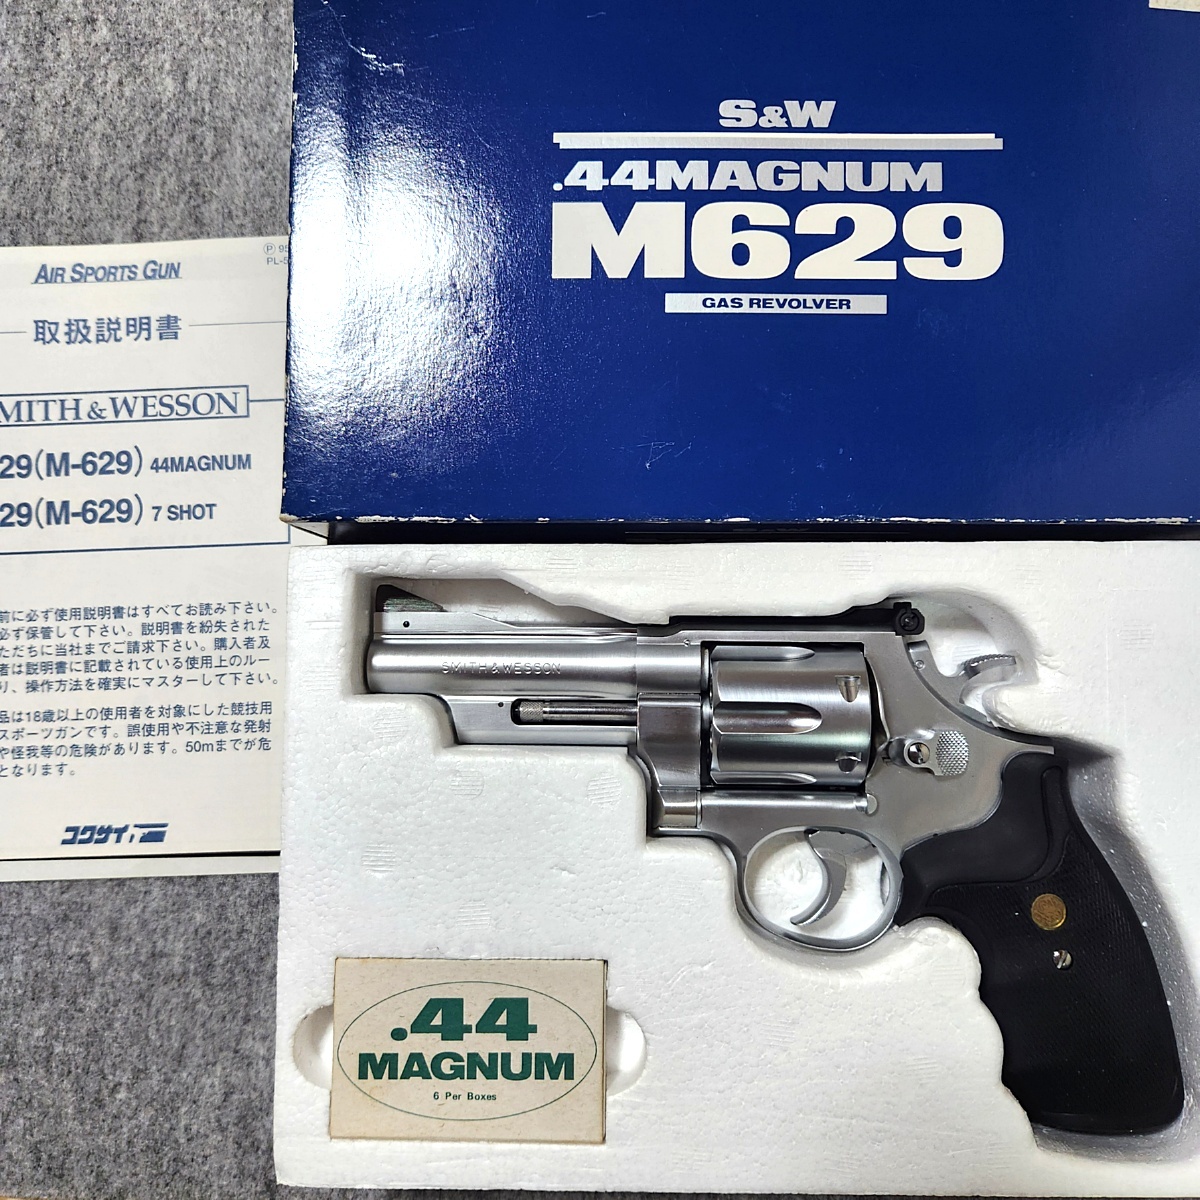 S&W
.44MAGNUM
M629
GAS REVOLVER
AIR SPORTS GUN
取扱説明書
MITH&WESSON
29(M-629) 44MAGNUM
29(M-629) 7 SHOT
前に必ず使用説明書はすべてお読み下さい。
必ず保管して下さい。説明書を紛失された
ただちに当社までご請求下さい。購入者及
者は説明書に記載されている使用上のルー
り、操作方法を確実にマスターして下さい。
品は18歳以上の使用者を対象にした競技用
スポーツガンです。誤使用や不注意な発射
や怪我等の危険があります。50mまでが危
となります。
コクサイ
SMITH & WESSON
.44
MAGNUM
6 Per Boxes